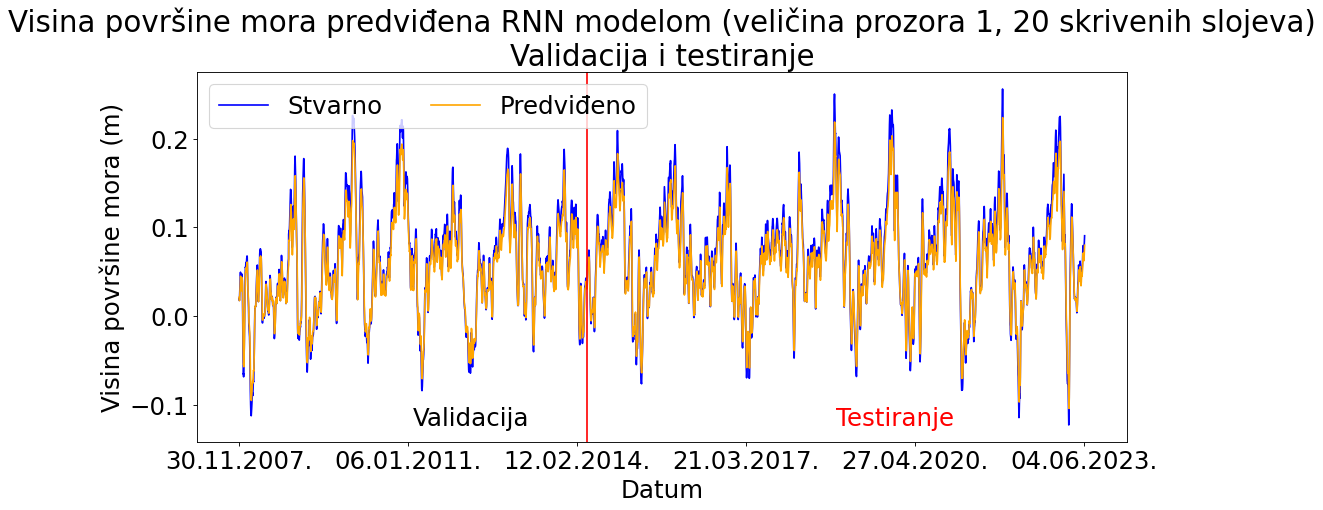 Visina površine mora predviđena RNN modelom (veličina prozora 1, 20 skrivenih slojeva)
Validacija i testiranje
Stvarno
Predviđeno
Visina površine mora (m)
0.2
0.1
0.0
−0.1
Validacija
Testiranje
30.11.2007.
06.01.2011.
12.02.2014.
21.03.2017.
27.04.2020.
04.06.2023.
Datum